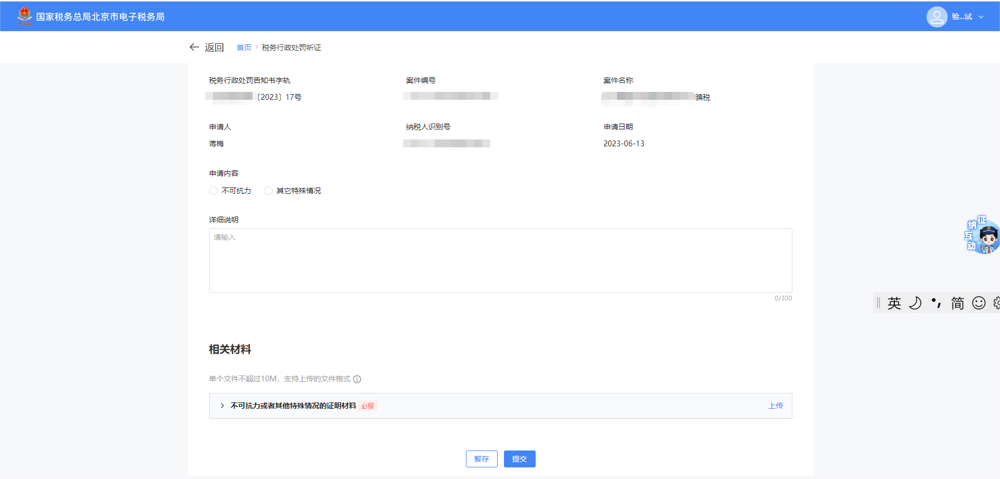 国家税务总局北京市电子税务局
验...试
返回 首页 > 税务行政处罚听证
税务行政处罚告知书字轨 案件编号 案件名称
〔2023〕17号 骗税
申请人 纳税人识别号 申请日期
蒋梅 2023-06-13
申请内容
不可抗力 其它特殊情况
详细说明
请输入
0/300
征纳互动
英 简
相关材料
单个文件不超过10M，支持上传的文件格式
不可抗力或者其他特殊情况的证明材料 必报 上传
暂存 提交